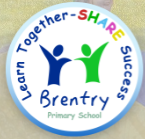 Learn Together-SHARE Success
Brentry
Primary School